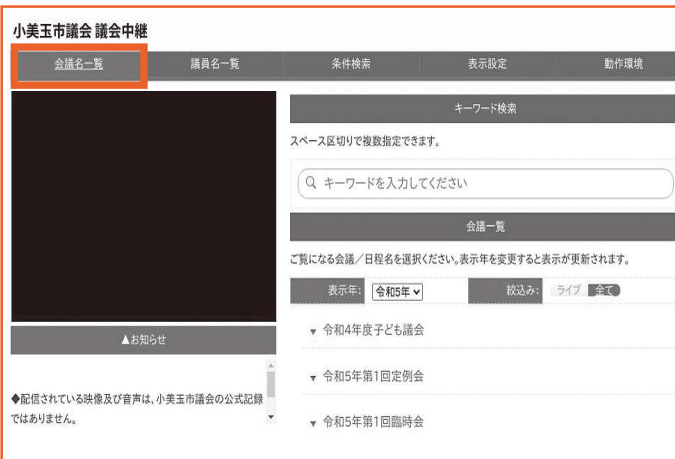 小美玉市議会 議会中継
会議名一覧 議員名一覧 条件検索 表示設定 動作環境
キーワード検索
スペース区切りで複数指定できます。
キーワードを入力してください
会議一覧
ご覧になる会議／日程名を選択ください。表示年を変更すると表示が更新されます。
表示年: 令和5年 絞込み: ライブ 全て
▼ 令和4年度子ども議会
▼ 令和5年第1回定例会
▼ 令和5年第1回臨時会
▲お知らせ
◆配信されている映像及び音声は、小美玉市議会の公式記録
ではありません。